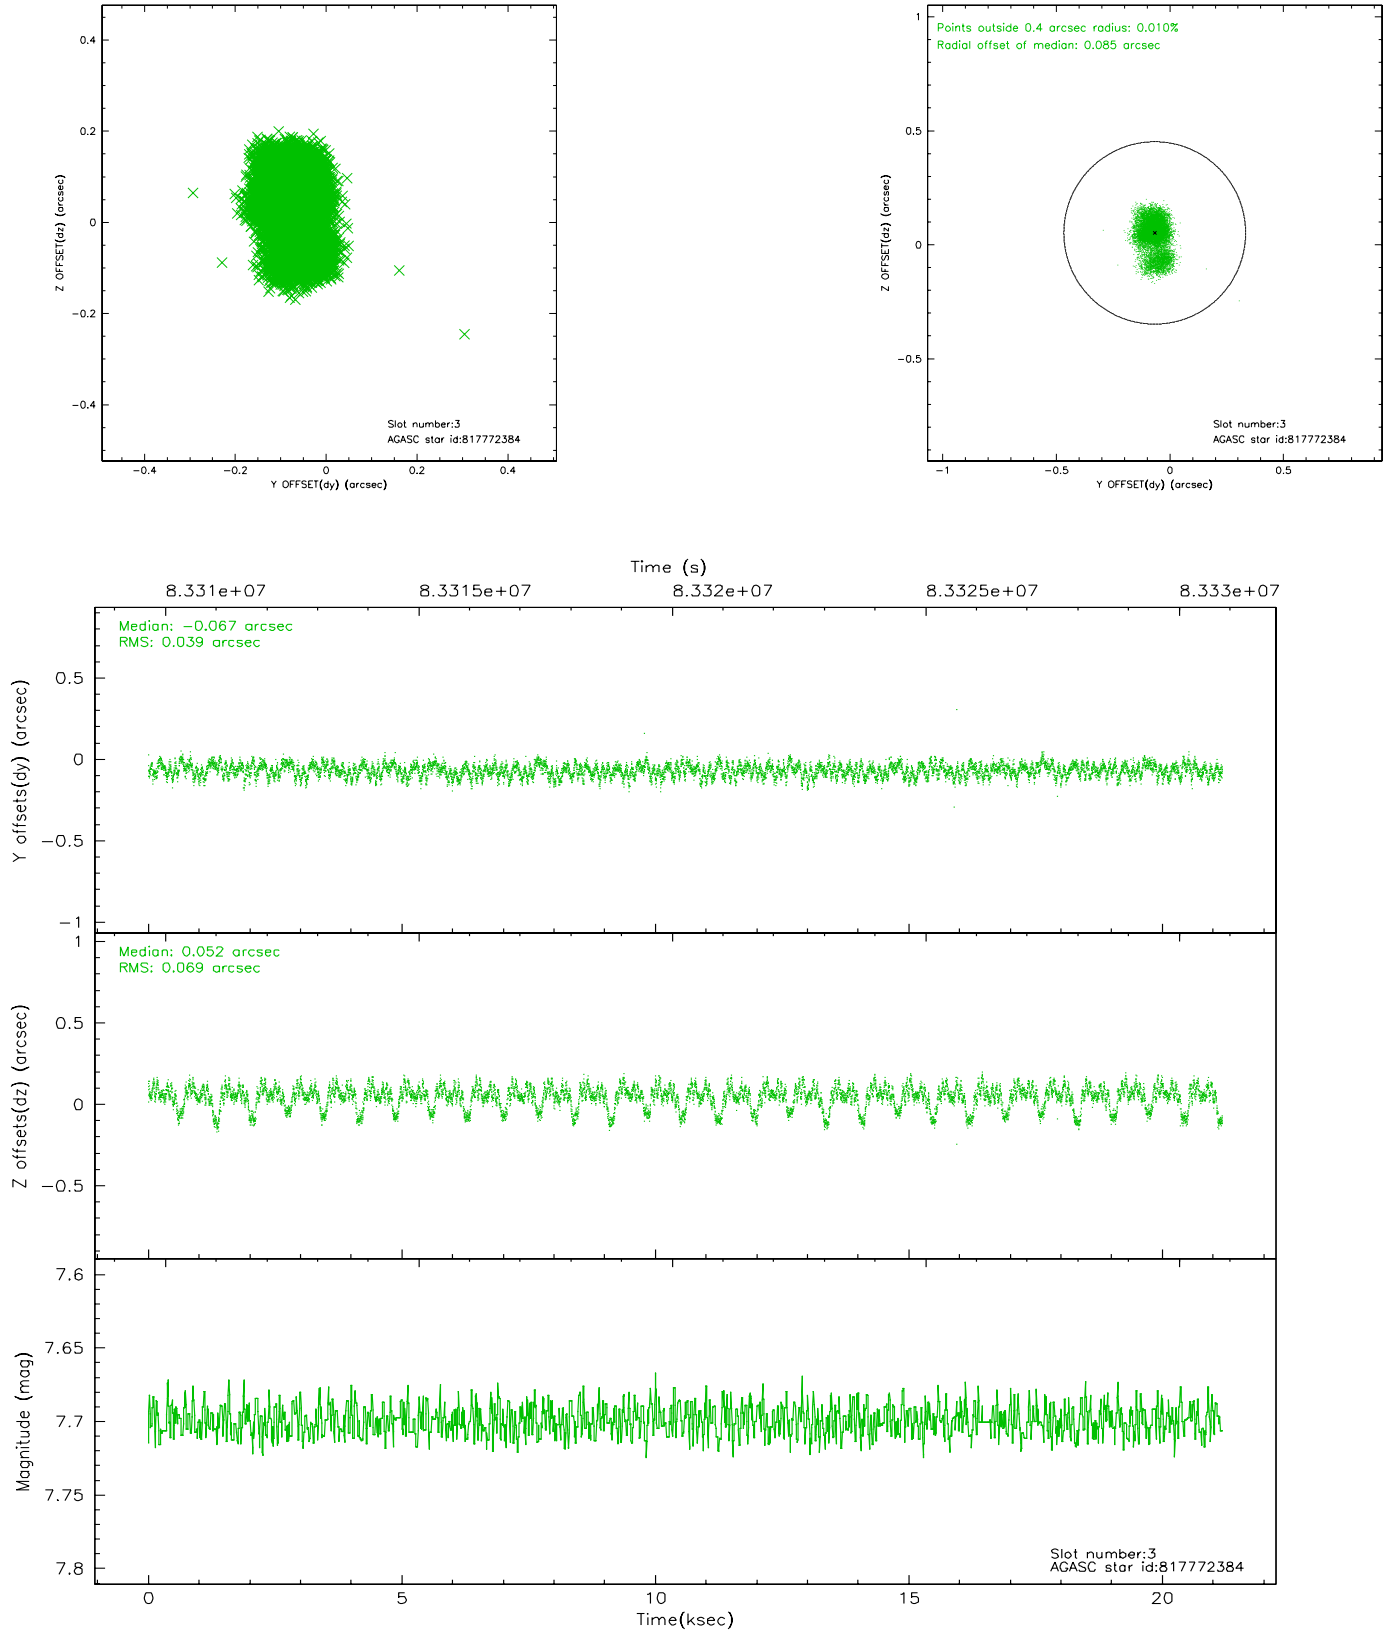 0.4
0.2
0
−0.2
−0.4
Z OFFSET(dz) (arcsec)
Slot number:3
AGASC star id:817772384
−0.4
−0.2
0
0.2
0.4
Y OFFSET(dy) (arcsec)
Points outside 0.4 arcsec radius: 0.010%
Radial offset of median: 0.085 arcsec
1
0.5
0
−0.5
Z OFFSET(dz) (arcsec)
Slot number:3
AGASC star id:817772384
−1
−0.5
0
0.5
Y OFFSET(dy) (arcsec)
Time (s)
8.331e+07
8.3315e+07
8.332e+07
8.3325e+07
8.333e+07
Median: −0.067 arcsec
RMS: 0.039 arcsec
0.5
0
−0.5
−1
Y offsets(dy) (arcsec)
Median: 0.052 arcsec
RMS: 0.069 arcsec
1
0.5
0
−0.5
Z offsets(dz) (arcsec)
7.6
7.65
7.7
7.75
7.8
Magnitude (mag)
Slot number:3
AGASC star id:817772384
0
5
10
15
20
Time(ksec)